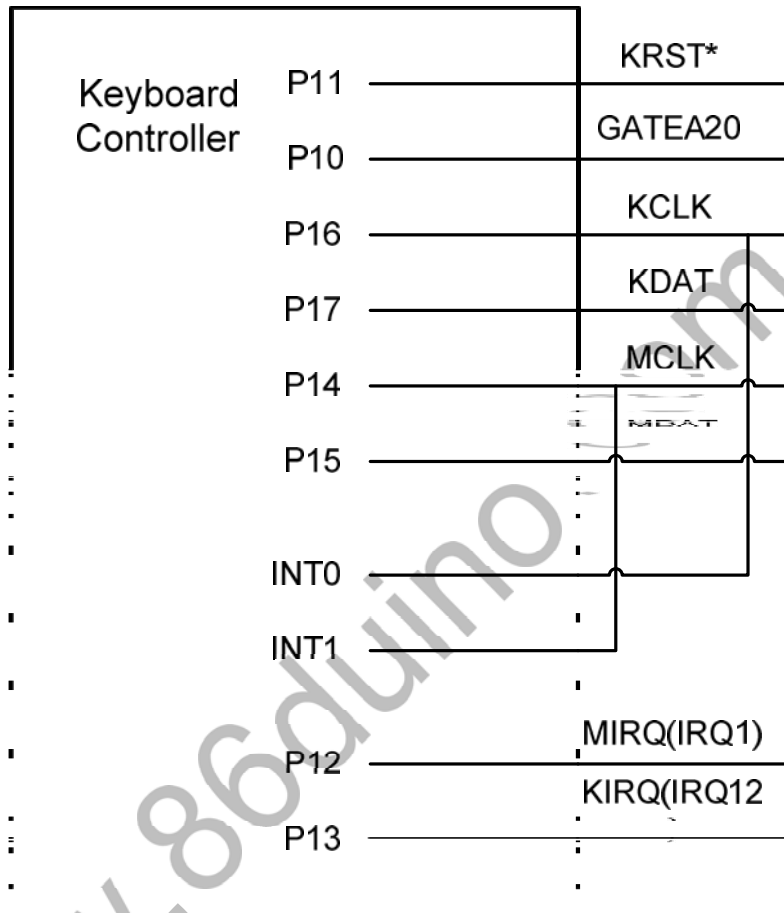 Keyboard
Controller
P11
KRST*
P10
GATEA20
P16
KCLK
P17
KDAT
P14
MCLK
MDAT
P15
INT0
INT1
P12
MIRQ(IRQ1)
KIRQ(IRQ12
P13
86duino